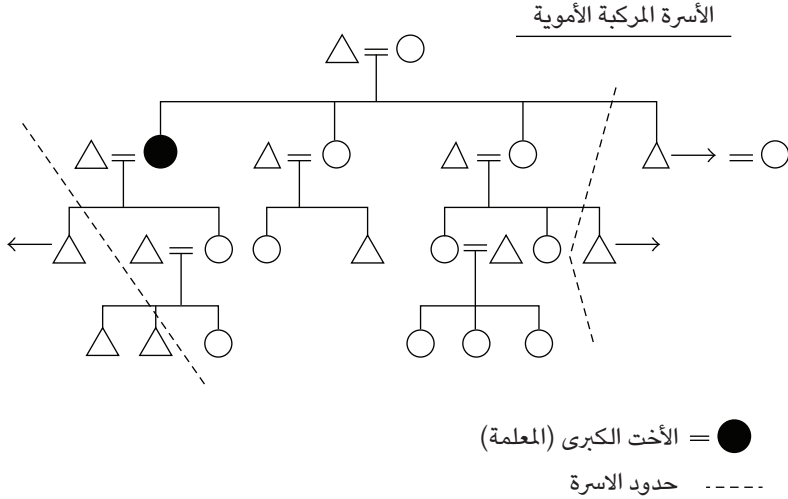 الأسرة المركبة الأموية
= الأخت الكبرى (المعلمة)
حدود الاسرة